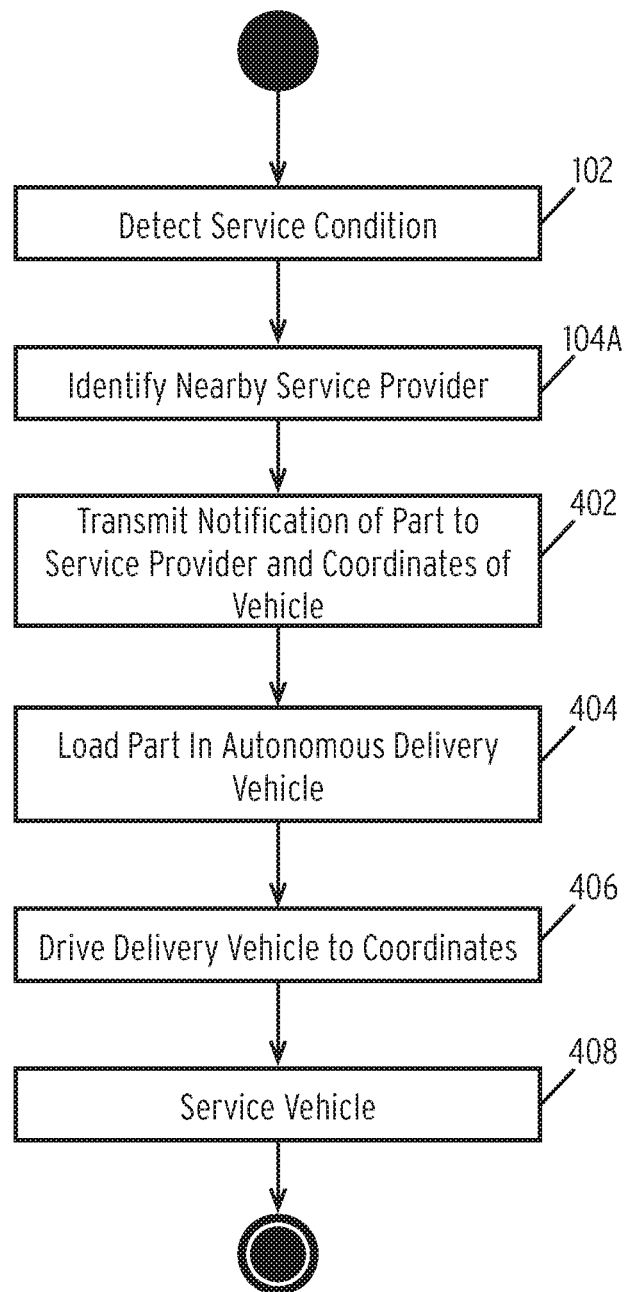 102
Detect Service Condition
104A
Identify Nearby Service Provider
402
Transmit Notification of Part to
Service Provider and Coordinates of
Vehicle
404
Load Part In Autonomous Delivery
Vehicle
406
Drive Delivery Vehicle to Coordinates
408
Service Vehicle